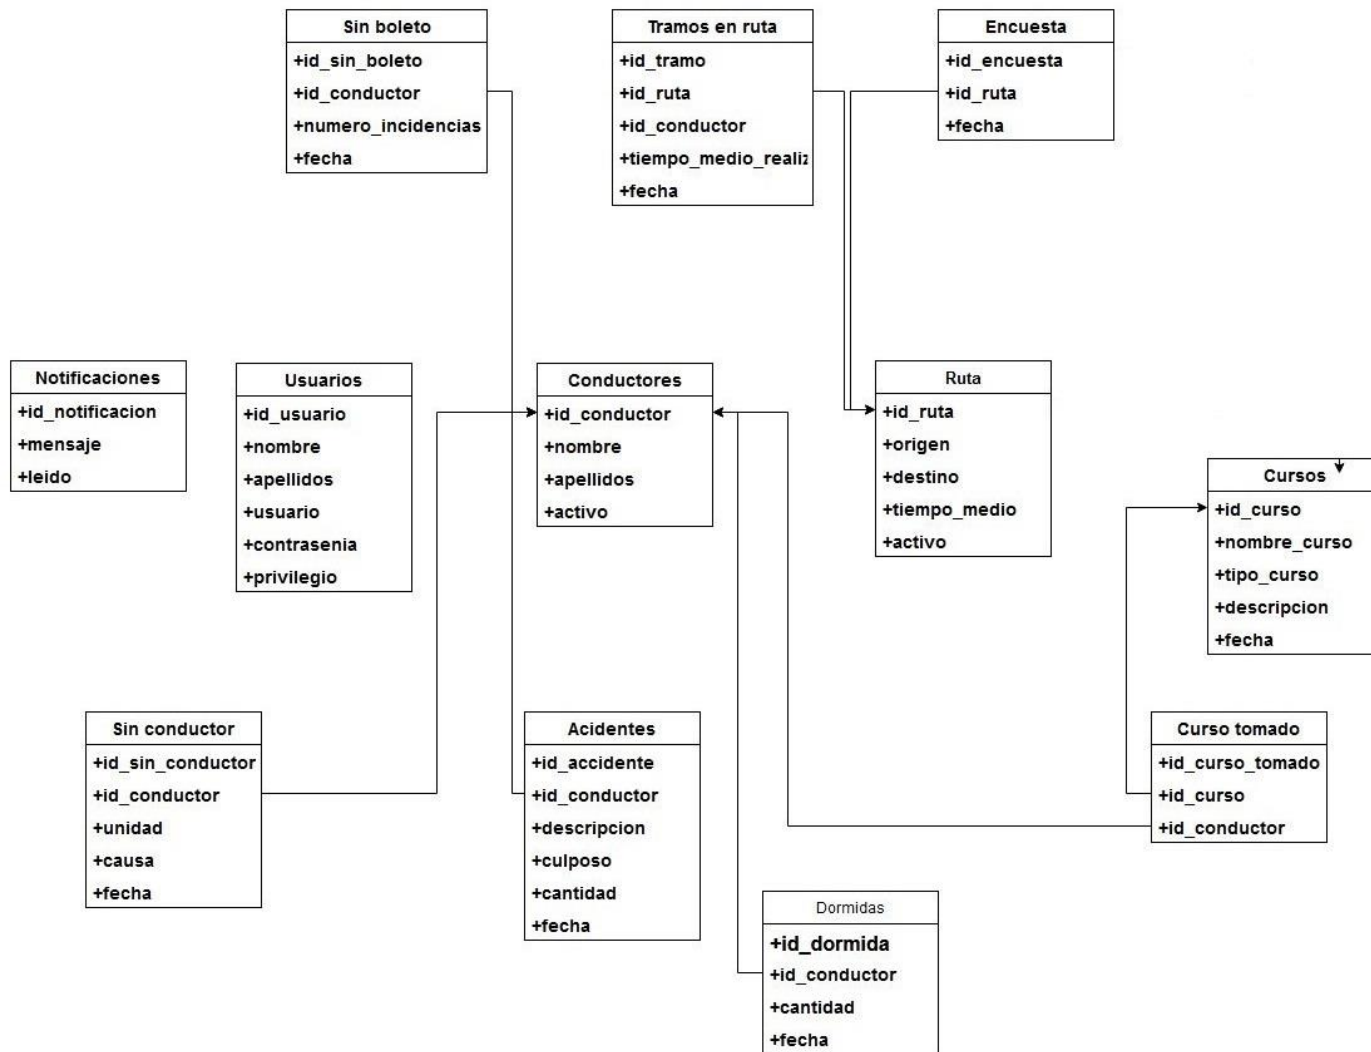 Sin boleto
+id_sin_boleto
+id_conductor
+numero_incidencias
+fecha
Tramos en ruta
+id_tramo
+id_ruta
+id_conductor
+tiempo_medio_realiz
+fecha
Encuesta
+id_encuesta
+id_ruta
+fecha
Notificaciones
+id_notificacion
+mensaje
+leido
Usuarios
+id_usuario
+nombre
+apellidos
+usuario
+contrasenia
+privilegio
Conductores
+id_conductor
+nombre
+apellidos
+activo
Ruta
+id_ruta
+origen
+destino
+tiempo_medio
+activo
Cursos
+id_curso
+nombre_curso
+tipo_curso
+descripcion
+fecha
Sin conductor
+id_sin_conductor
+id_conductor
+unidad
+causa
+fecha
Acidentes
+id_accidente
+id_conductor
+descripcion
+culposo
+cantidad
+fecha
Curso tomado
+id_curso_tomado
+id_curso
+id_conductor
Dormidas
+id_dormida
+id_conductor
+cantidad
+fecha